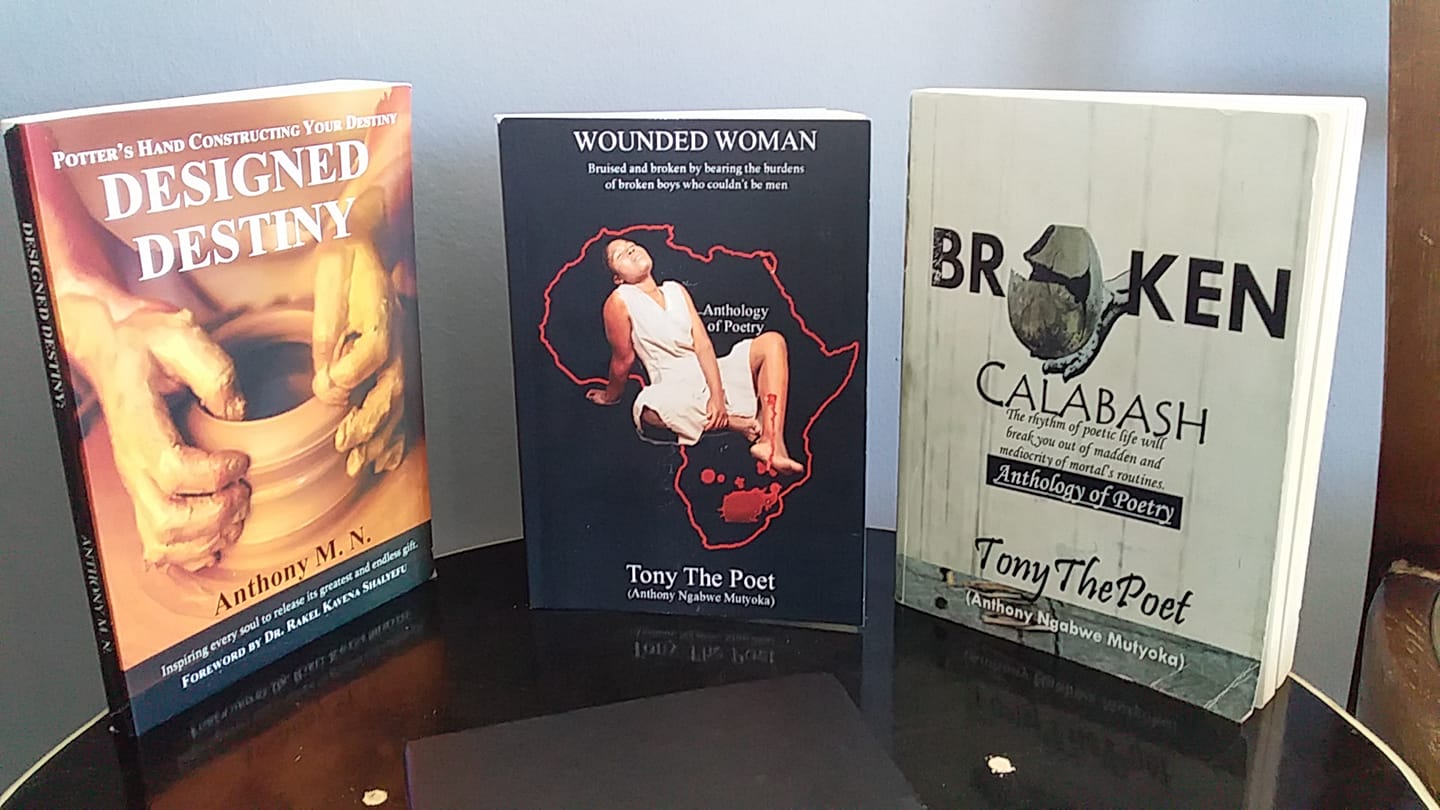 POTTER'S HAND CONSTRUCTING YOUR DESTINY
DESIGNED
DESTINY
Anthony M. N.
Inspiring every soul to release its greatest and endless gift.
FOREWORD BY DR. RAKEL KAVENA SHALYEFU
DESIGNED DESTINY:
ANTHONY M. N.
WOUNDED WOMAN
Bruised and broken by bearing the burdens
of broken boys who couldn't be men
Anthology
of Poetry
Tony The Poet
(Anthony Ngabwe Mutyoka)
BR KEN
CALABASH
The rhythm of poetic life will
break you out of madden and
mediocrity of mortal's routines.
Anthology of Poetry
Tony The Poet
(Anthony Ngabwe Mutyoka)